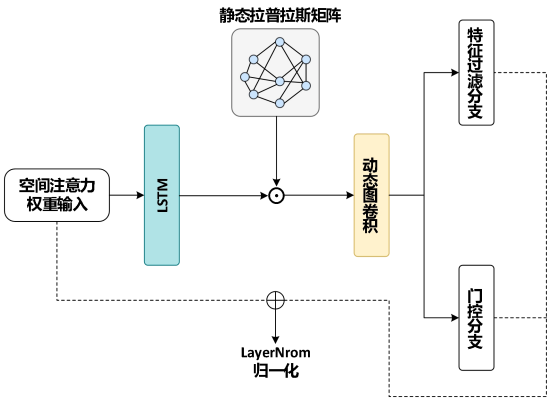 静态拉普拉斯矩阵
特征过滤分支
空间注意力
权重输入
LSTM
动态图卷积
门控分支
LayerNrom
归一化